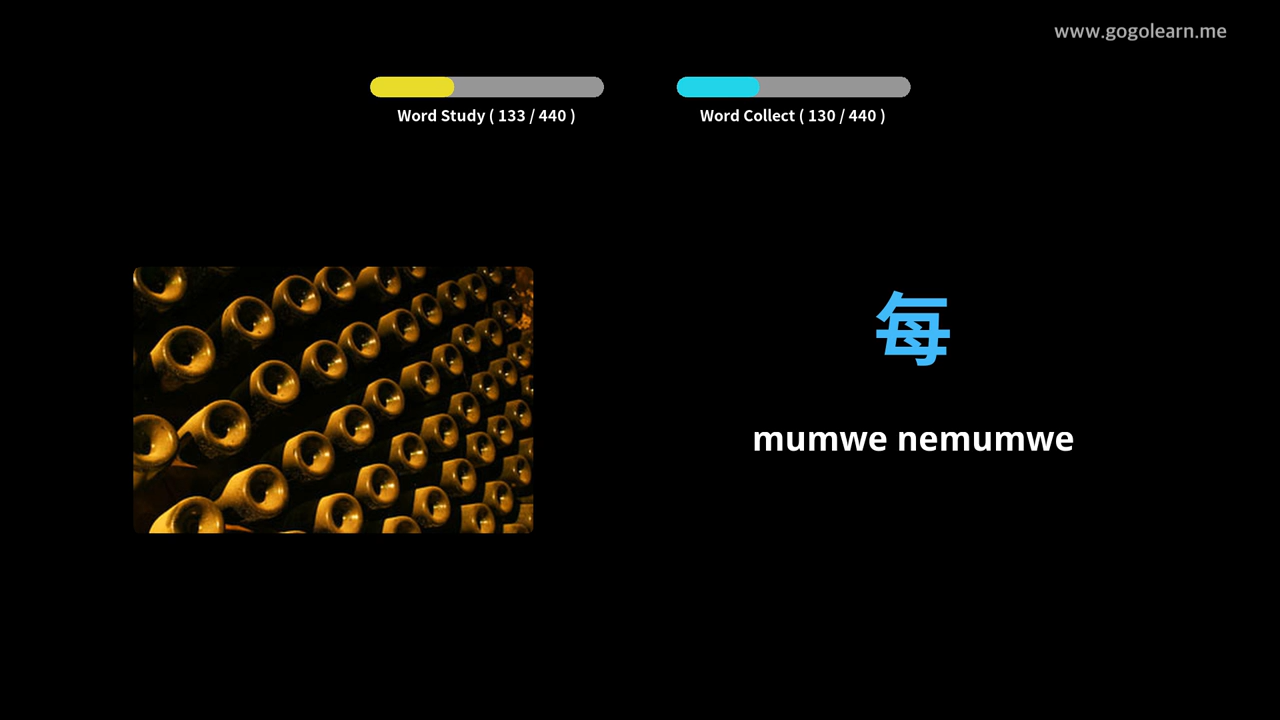 www.gogolearn.me
Word Study ( 133 / 440 )
Word Collect ( 130 / 440 )
每
mumwe nemumwe